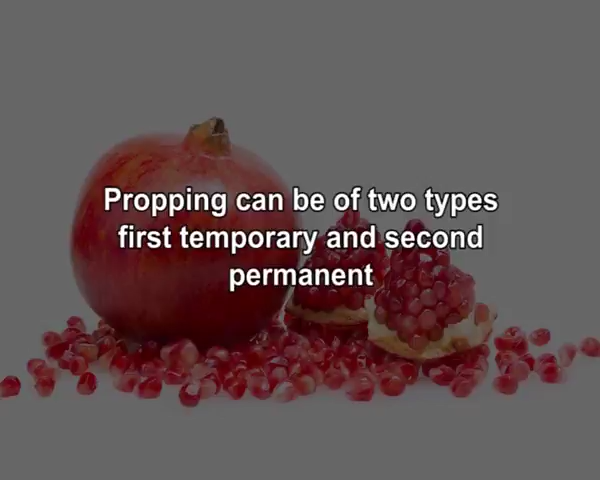 Propping can be of two types
first temporary and second
permanent